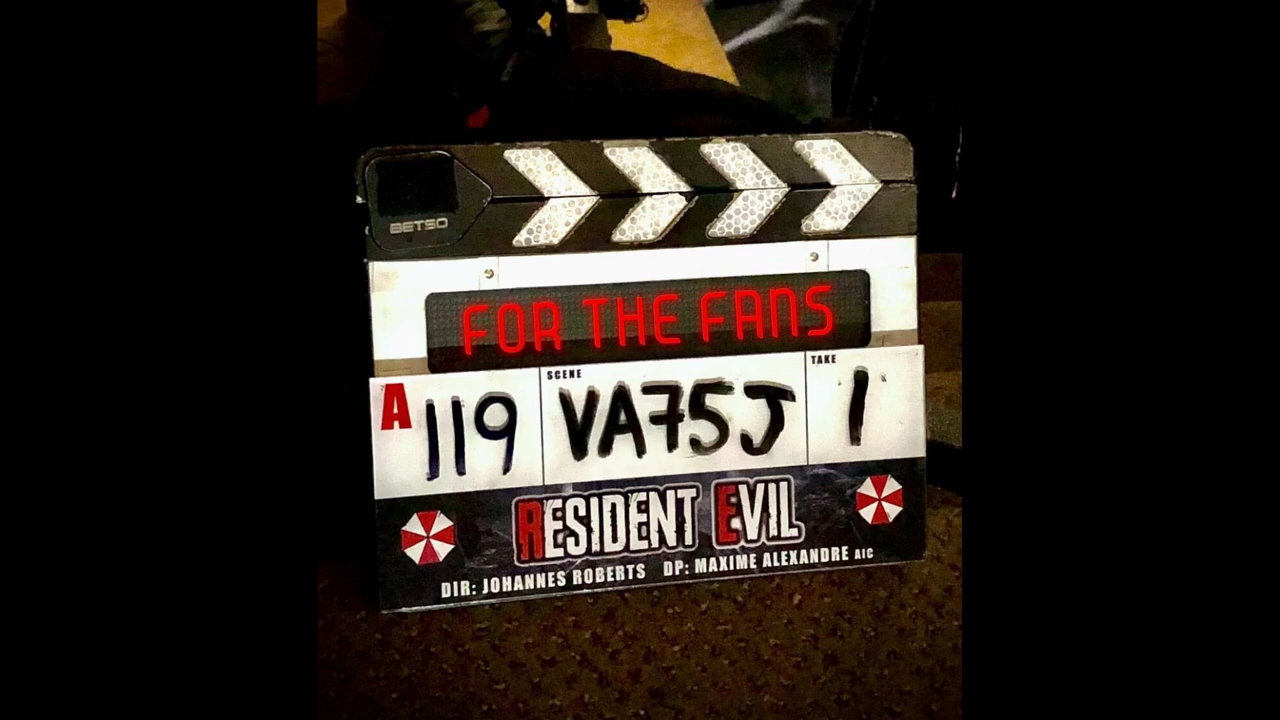 BETSO
FOR THE FANS
SCENE
TAKE
A 119 VA75J 1
RESIDENT EVIL
DIR: JOHANNES ROBERTS DP: MAXIME ALEXANDRE AIC